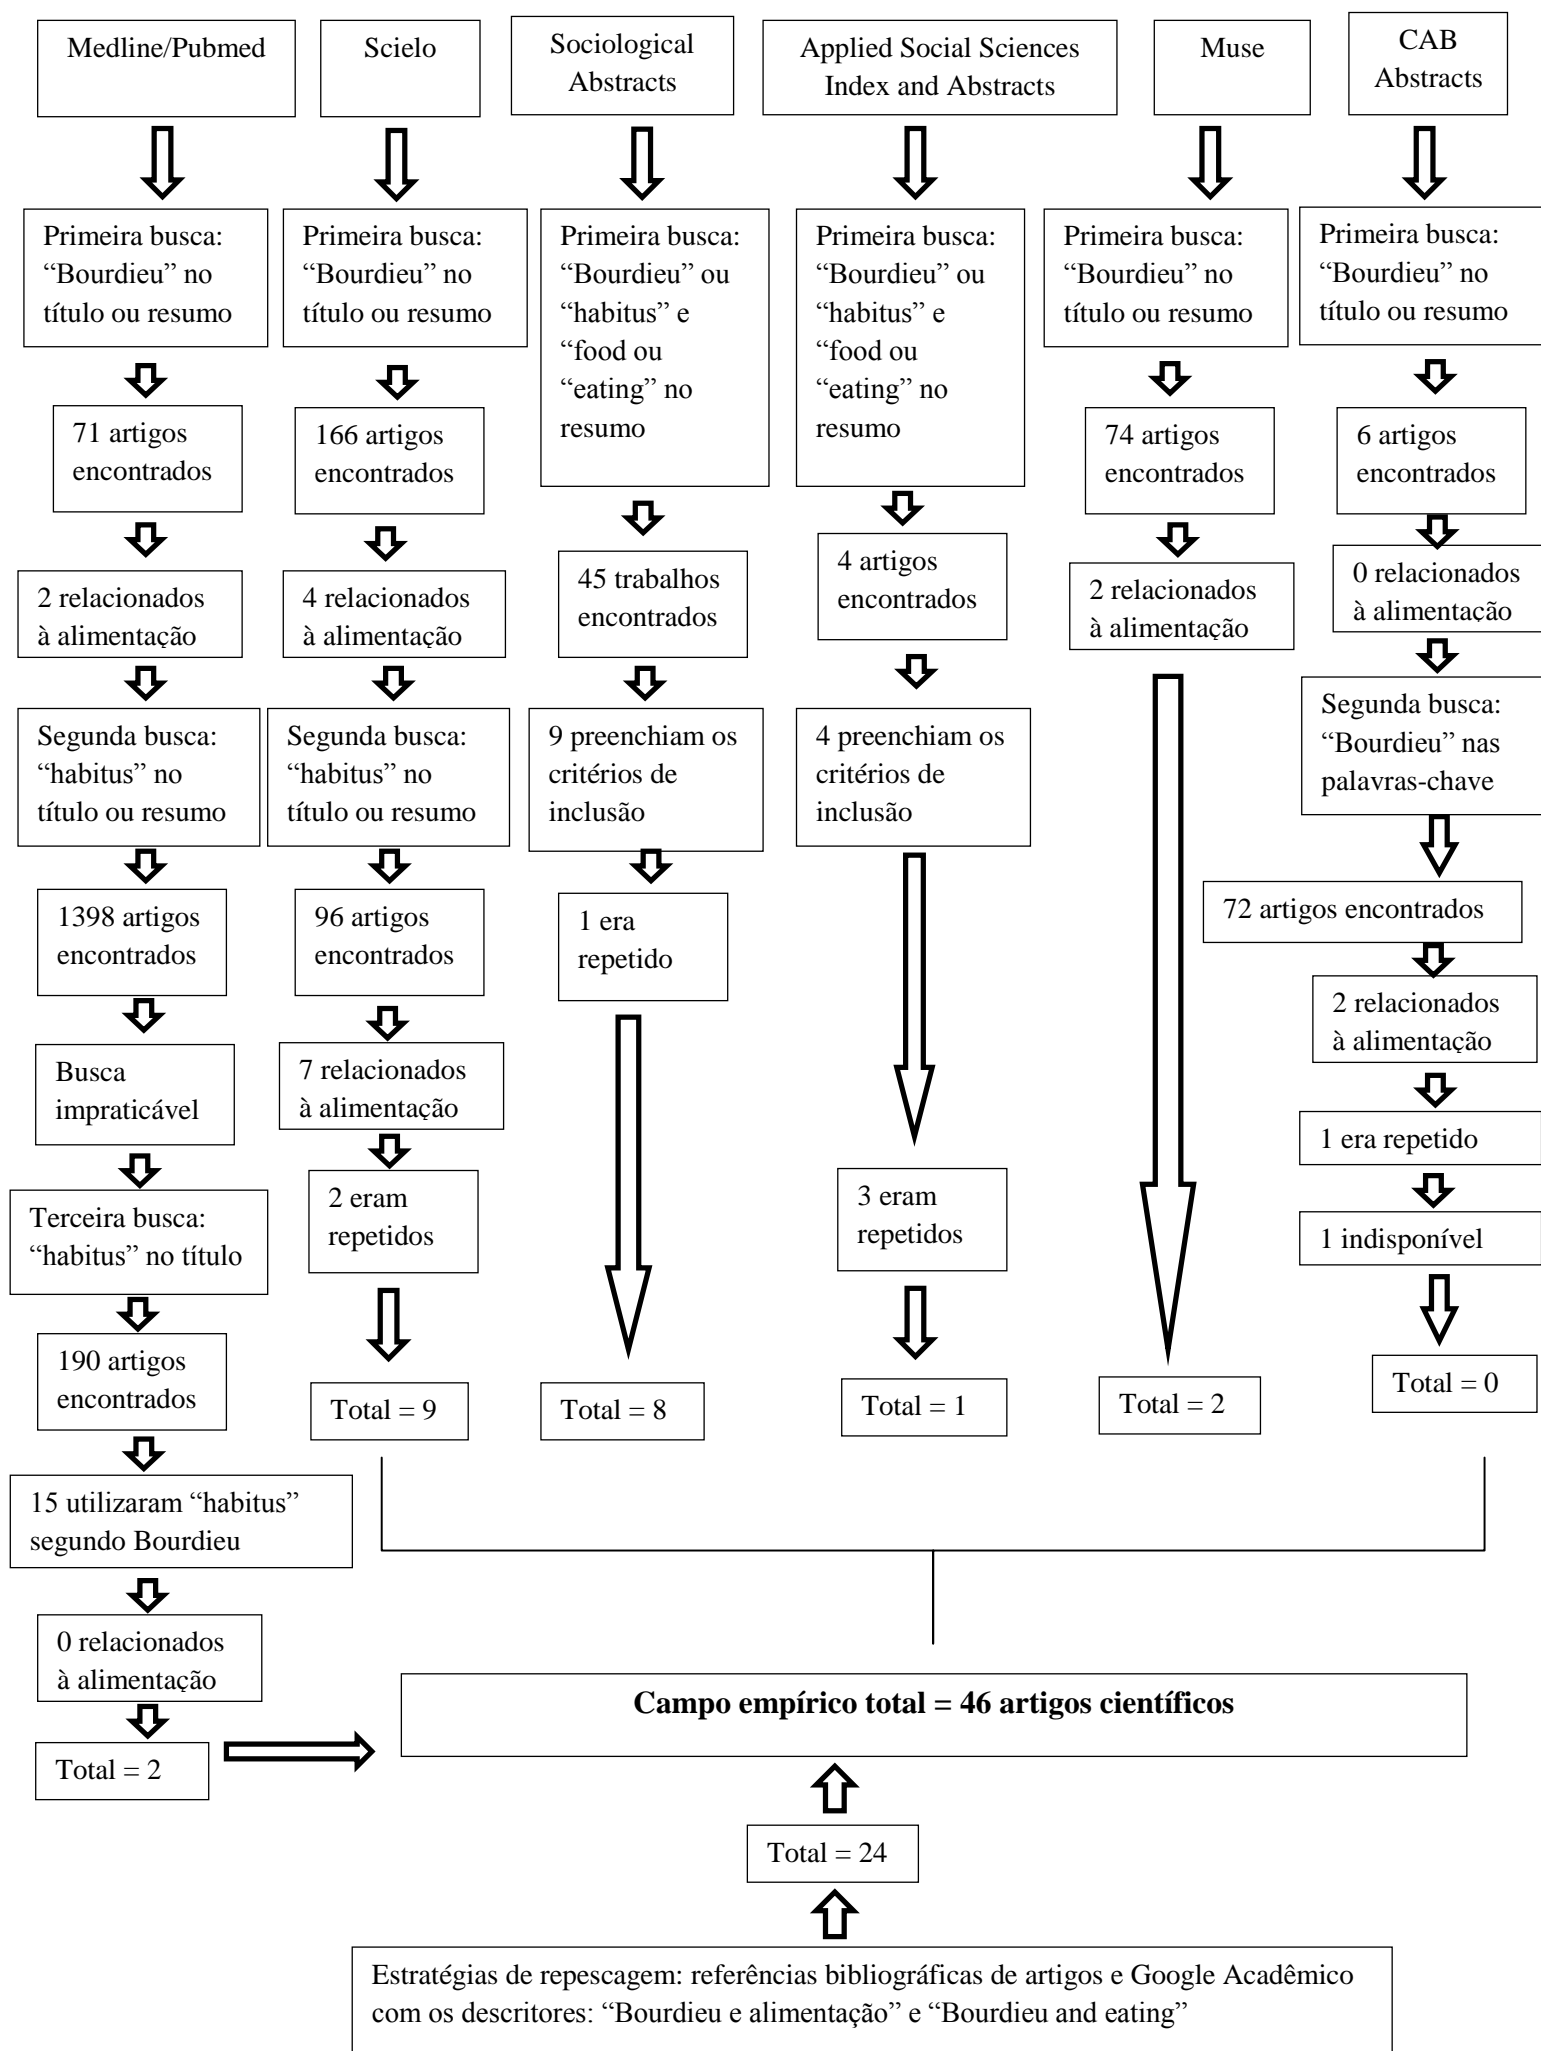 Medline/Pubmed
Scielo
Sociological
Abstracts
Applied Social Sciences
Index and Abstracts
Muse
CAB
Abstracts
Primeira busca:
“Bourdieu” no
título ou resumo
Primeira busca:
“Bourdieu” no
título ou resumo
Primeira busca:
“Bourdieu” ou
“habitus” e
“food ou
“eating” no
resumo
Primeira busca:
“Bourdieu” ou
“habitus” e
“food ou
“eating” no
resumo
Primeira busca:
“Bourdieu” no
título ou resumo
Primeira busca:
“Bourdieu” no
título ou resumo
71 artigos
encontrados
166 artigos
encontrados
45 trabalhos
encontrados
4 artigos
encontrados
74 artigos
encontrados
6 artigos
encontrados
2 relacionados
à alimentação
4 relacionados
à alimentação
9 preenchiam os
critérios de
inclusão
4 preenchiam os
critérios de
inclusão
2 relacionados
à alimentação
0 relacionados
à alimentação
Segunda busca:
“habitus” no
título ou resumo
Segunda busca:
“habitus” no
título ou resumo
1 era
repetido
3 eram
repetidos
Segunda busca:
“Bourdieu” nas
palavras-chave
1398 artigos
encontrados
96 artigos
encontrados
72 artigos encontrados
Busca
impraticável
7 relacionados
à alimentação
2 relacionados
à alimentação
Terceira busca:
“habitus” no título
2 eram
repetidos
1 era repetido
1 indisponível
190 artigos
encontrados
Total = 9
Total = 8
Total = 1
Total = 2
Total = 0
15 utilizaram “habitus”
segundo Bourdieu
0 relacionados
à alimentação
Total = 2
Campo empírico total = 46 artigos científicos
Total = 24
Estratégias de repescagem: referências bibliográficas de artigos e Google Acadêmico
com os descritores: “Bourdieu e alimentação” e “Bourdieu and eating”